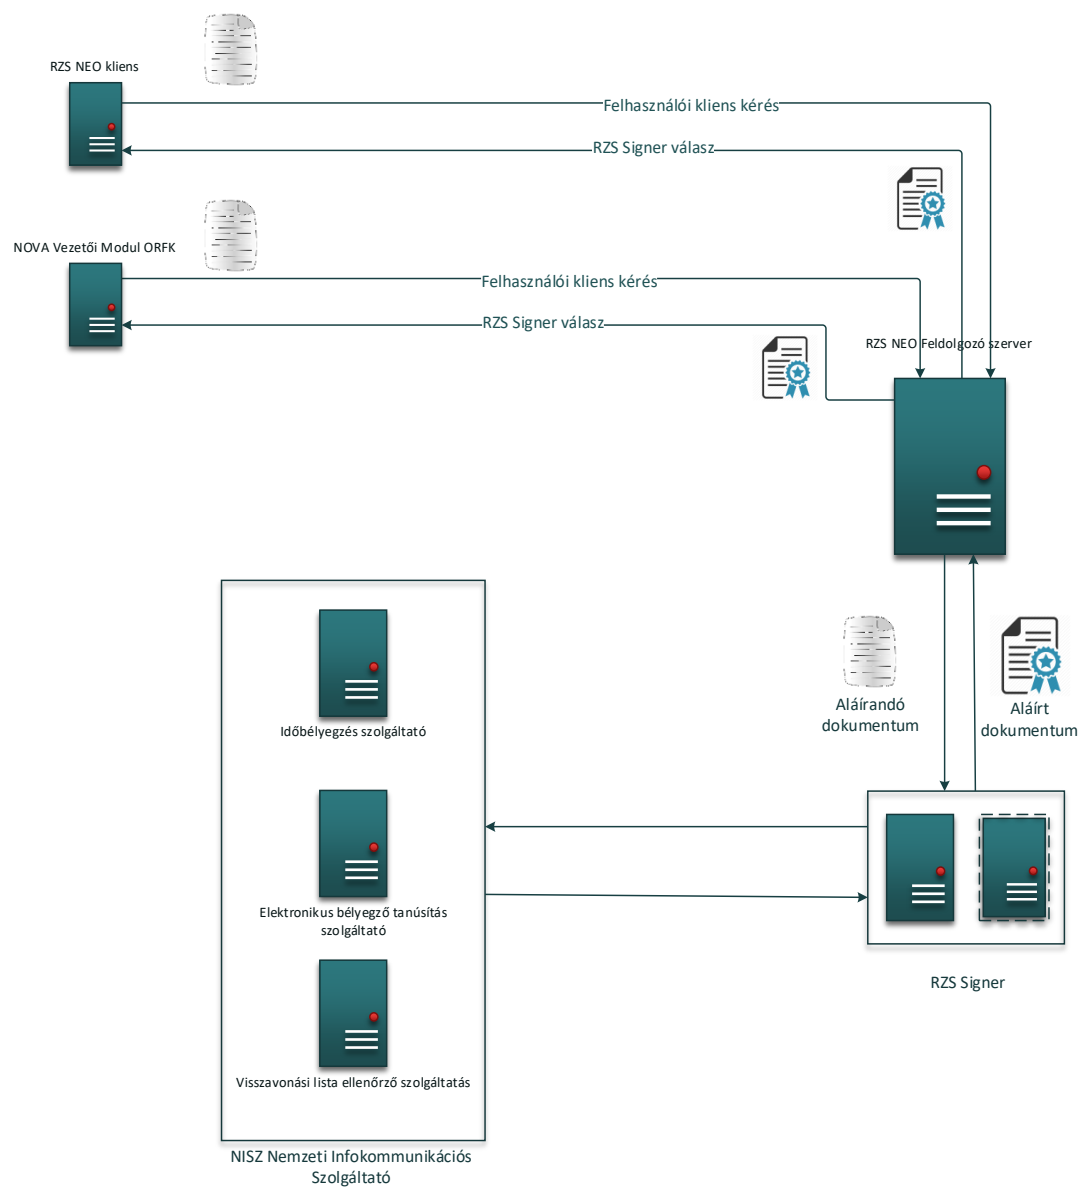 RZS NEO kliens
Felhasználói kliens kérés
RZS Signer válasz
NOVA Vezetői Modul ORFK
Felhasználói kliens kérés
RZS Signer válasz
RZS NEO Feldolgozó szerver
Aláírandó
dokumentum
Aláírt
dokumentum
Időbélyegzés szolgáltató
Elektronikus bélyegző tanúsítás
szolgáltató
RZS Signer
Visszavonási lista ellenőrző szolgáltatás
NISZ Nemzeti Infokommunikációs
Szolgáltató